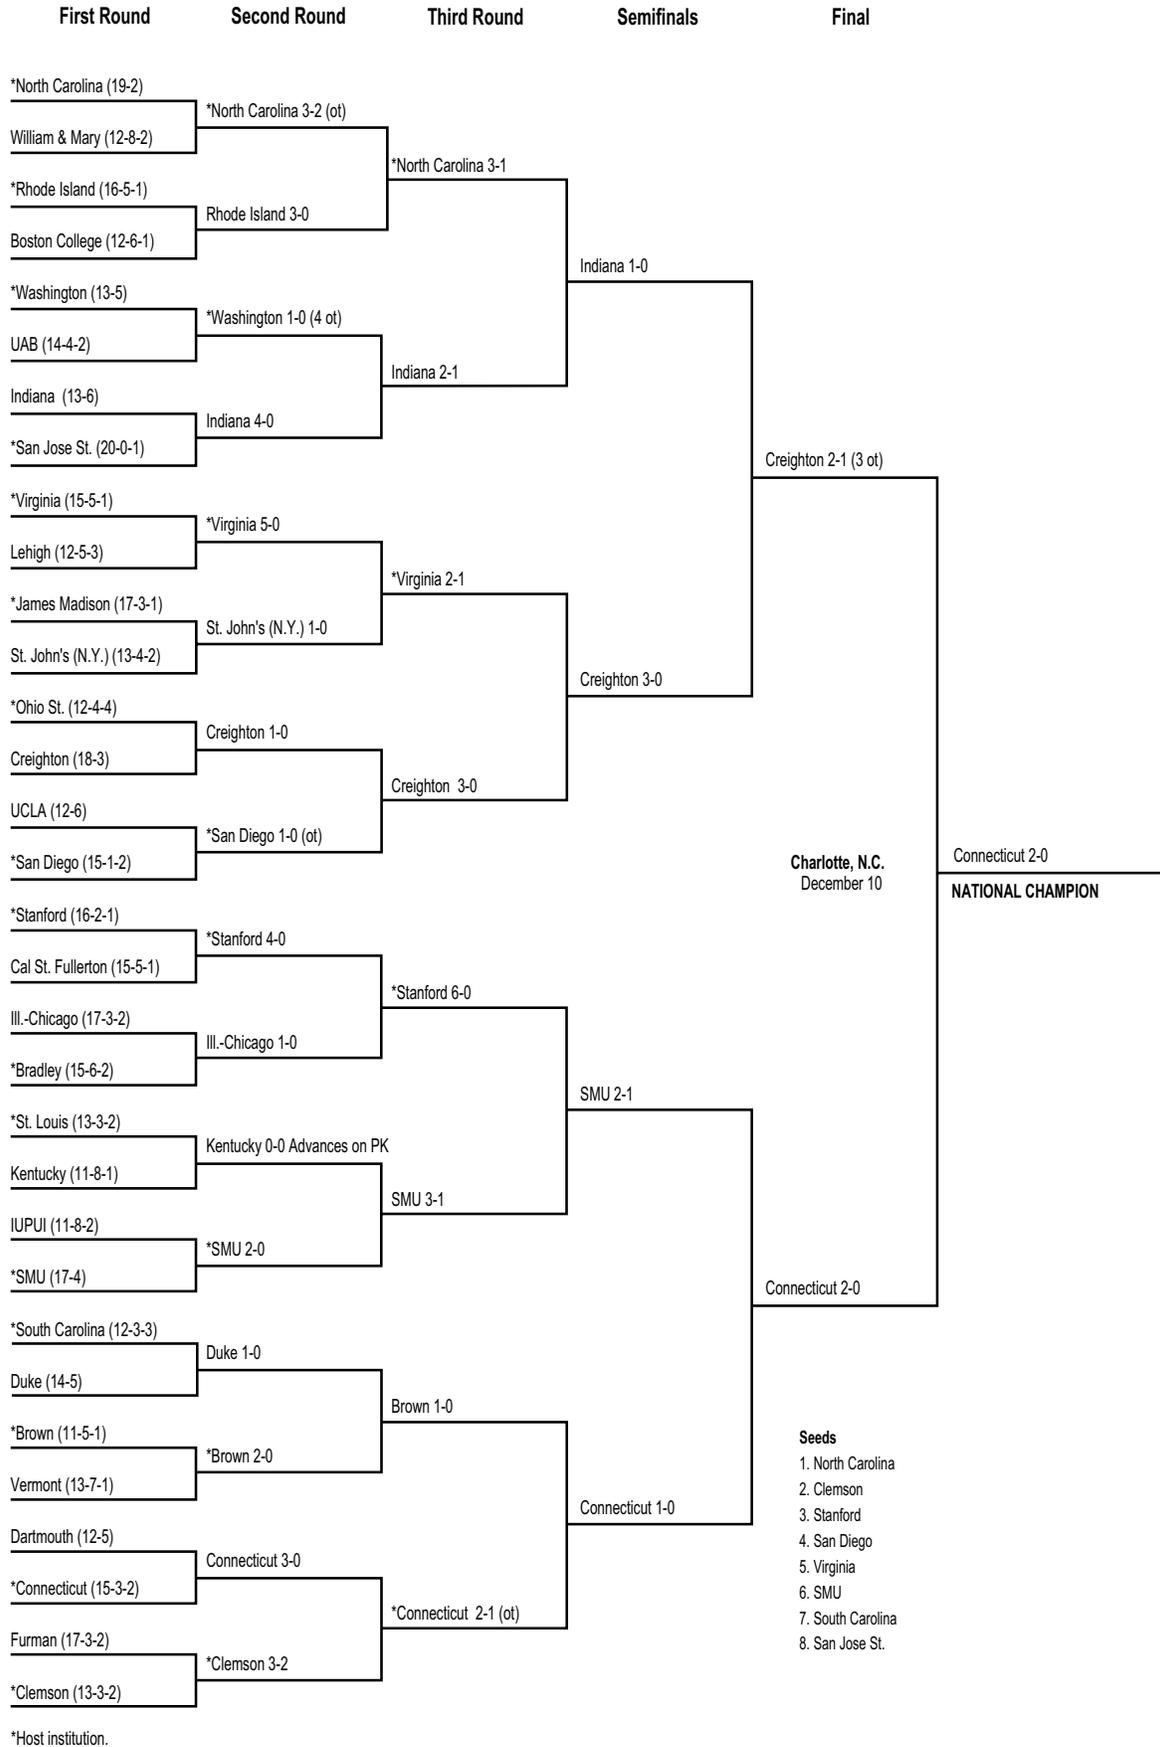 First Round Second Round Third Round Semifinals Final
*North Carolina (19-2)
William & Mary (12-8-2)
*Rhode Island (16-5-1)
Boston College (12-6-1)
*Washington (13-5)
UAB (14-4-2)
Indiana  (13-6)
*San Jose St. (20-0-1)
*Virginia (15-5-1)
Lehigh (12-5-3)
*James Madison (17-3-1)
St. John's (N.Y.) (13-4-2)
*Ohio St. (12-4-4)
Creighton (18-3)
UCLA (12-6)
*San Diego (15-1-2)
*Stanford (16-2-1)
Cal St. Fullerton (15-5-1)
Ill.-Chicago (17-3-2)
*Bradley (15-6-2)
*St. Louis (13-3-2)
Kentucky (11-8-1)
IUPUI (11-8-2)
*SMU (17-4)
*South Carolina (12-3-3)
Duke (14-5)
*Brown (11-5-1)
Vermont (13-7-1)
Dartmouth (12-5)
*Connecticut (15-3-2)
Furman (17-3-2)
*Clemson (13-3-2)
*North Carolina 3-2 (ot)
Rhode Island 3-0
*Washington 1-0 (4 ot)
Indiana 4-0
*Virginia 5-0
St. John's (N.Y.) 1-0
Creighton 1-0
*San Diego 1-0 (ot)
*Stanford 4-0
Ill.-Chicago 1-0
Kentucky 0-0 Advances on PK
*SMU 2-0
Duke 1-0
*Brown 2-0
Connecticut 3-0
*Clemson 3-2
*North Carolina 3-1
Indiana 2-1
*Virginia 2-1
Creighton  3-0
*Stanford 6-0
SMU 3-1
Brown 1-0
*Connecticut  2-1 (ot)
Indiana 1-0
Creighton 3-0
SMU 2-1
Connecticut 1-0
Creighton 2-1 (3 ot)
Connecticut 2-0
Charlotte, N.C.
December 10
Connecticut 2-0
NATIONAL CHAMPION
Seeds
1. North Carolina
2. Clemson
3. Stanford
4. San Diego
5. Virginia
6. SMU
7. South Carolina
8. San Jose St.
*Host institution.